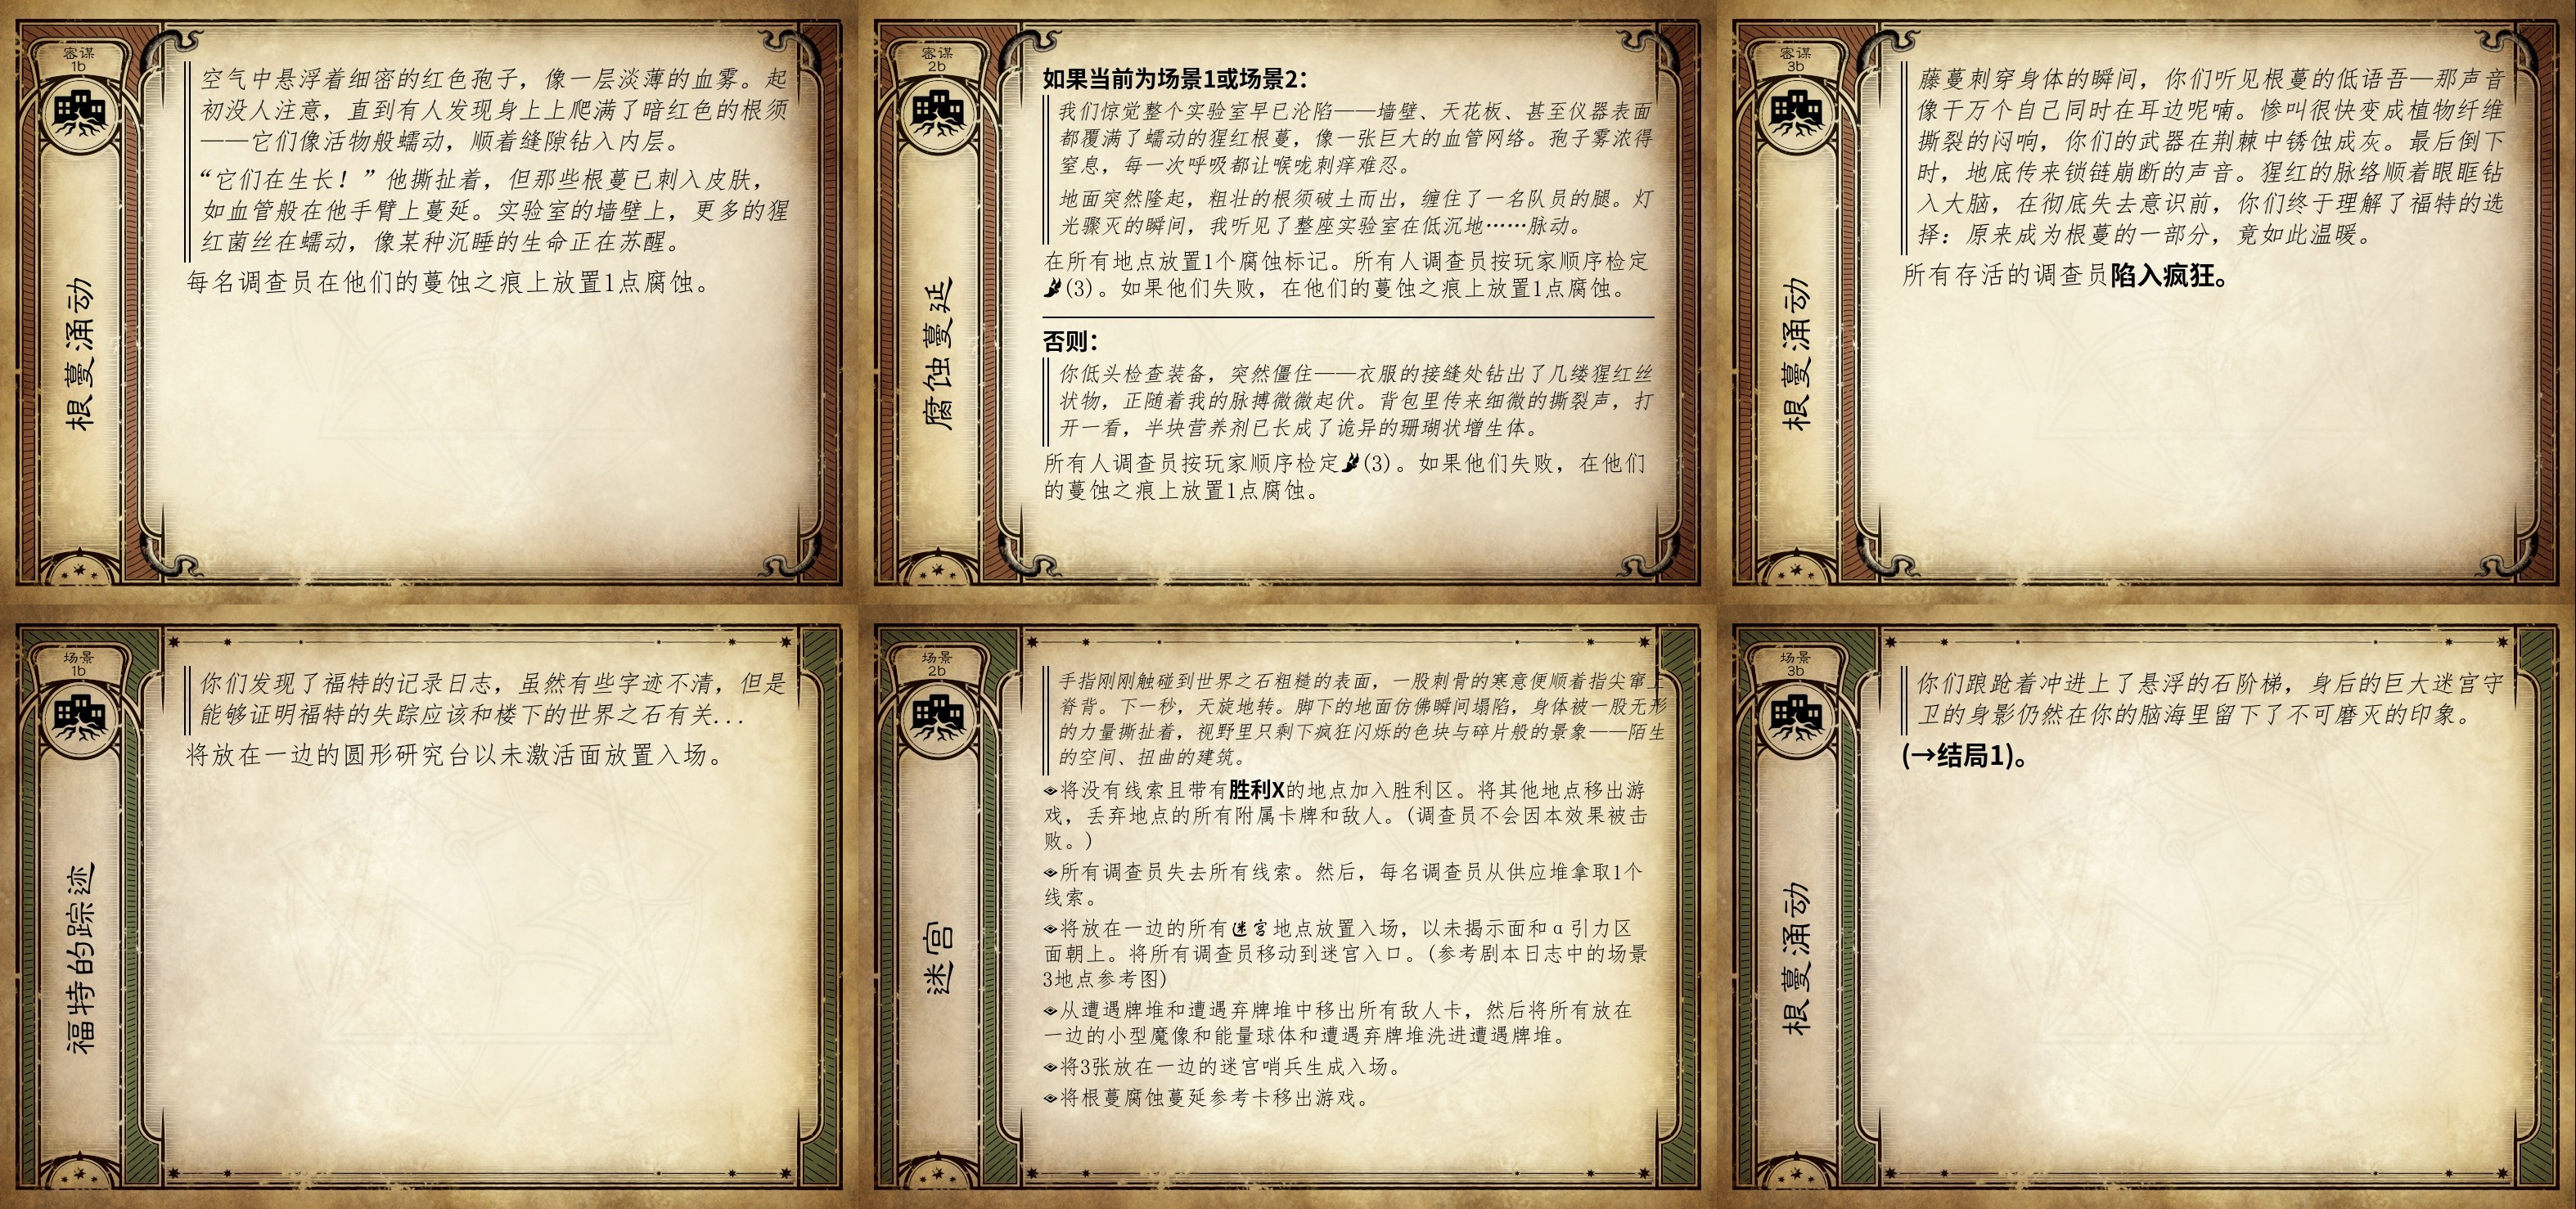 密谋
1b
根蔓涌动
空气中悬浮着细密的红色孢子，像一层淡薄的血雾。起
初没人注意，直到有人发现身上上爬满了暗红色的根须
——它们像活物般蠕动，顺着缝隙钻入内层。
“它们在生长！”他撕扯着，但那些根蔓已刺入皮肤，
如血管般在他手臂上蔓延。实验室的墙壁上，更多的猩
红菌丝在蠕动，像某种沉睡的生命正在苏醒。
每名调查员在他们的蔓蚀之痕上放置1点腐蚀。
密谋
2b
腐蚀蔓延
如果当前为场景1或场景2：
我们惊觉整个实验室早已沦陷——墙壁、天花板、甚至仪器表面
都覆满了蠕动的猩红根蔓，像一张巨大的血管网络。孢子雾浓得
窒息，每一次呼吸都让喉咙刺痒难忍。
地面突然隆起，粗壮的根须破土而出，缠住了一名队员的腿。灯
光骤灭的瞬间，我听见了整座实验室在低沉地……脉动。
在所有地点放置1个腐蚀标记。所有人调查员按玩家顺序检定
(3)。如果他们失败，在他们的蔓蚀之痕上放置1点腐蚀。
否则：
你低头检查装备，突然僵住——衣服的接缝处钻出了几缕猩红丝
状物，正随着我的脉搏微微起伏。背包里传来细微的撕裂声，打
开一看，半块营养剂已长成了诡异的珊瑚状增生体。
所有人调查员按玩家顺序检定(3)。如果他们失败，在他们
的蔓蚀之痕上放置1点腐蚀。
密谋
3b
根蔓涌动
藤蔓刺穿身体的瞬间，你们听见根蔓的低语吾—那声音
像千万个自己同时在耳边呢喃。惨叫很快变成植物纤维
撕裂的闷响，你们的武器在荆棘中锈蚀成灰。最后倒下
时，地底传来锁链崩断的声音。猩红的脉络顺着眼眶钻
入大脑，在彻底失去意识前，你们终于理解了福特的选
择：原来成为根蔓的一部分，竟如此温暖。
所有存活的调查员陷入疯狂。
场景
1b
福特的踪迹
你们发现了福特的记录日志，虽然有些字迹不清，但是
能够证明福特的失踪应该和楼下的世界之石有关...
将放在一边的圆形研究台以未激活面放置入场。
场景
2b
迷宫
手指刚刚触碰到世界之石粗糙的表面，一股刺骨的寒意便顺着指尖窜上
脊背。下一秒，天旋地转。脚下的地面仿佛瞬间塌陷，身体被一股无形
的力量撕扯着，视野里只剩下疯狂闪烁的色块与碎片般的景象——陌生
的空间、扭曲的建筑。
将没有线索且带有胜利X的地点加入胜利区。将其他地点移出游
戏，丢弃地点的所有附属卡牌和敌人。(调查员不会因本效果被击
败。)
所有调查员失去所有线索。然后，每名调查员从供应堆拿取1个
线索。
将放在一边的所有迷宫地点放置入场，以未揭示面和 α 引力区
面朝上。将所有调查员移动到迷宫入口。(参考剧本日志中的场景
3地点参考图)
从遭遇牌堆和遭遇弃牌堆中移出所有敌人卡，然后将所有放在
一边的小型魔像和能量球体和遭遇弃牌堆洗进遭遇牌堆。
将3张放在一边的迷宫哨兵生成入场。
将根蔓腐蚀蔓延参考卡移出游戏。
场景
3b
根蔓涌动
你们踉跄着冲进上了悬浮的石阶梯，身后的巨大迷宫守
卫的身影仍然在你的脑海里留下了不可磨灭的印象。
(→结局1)。